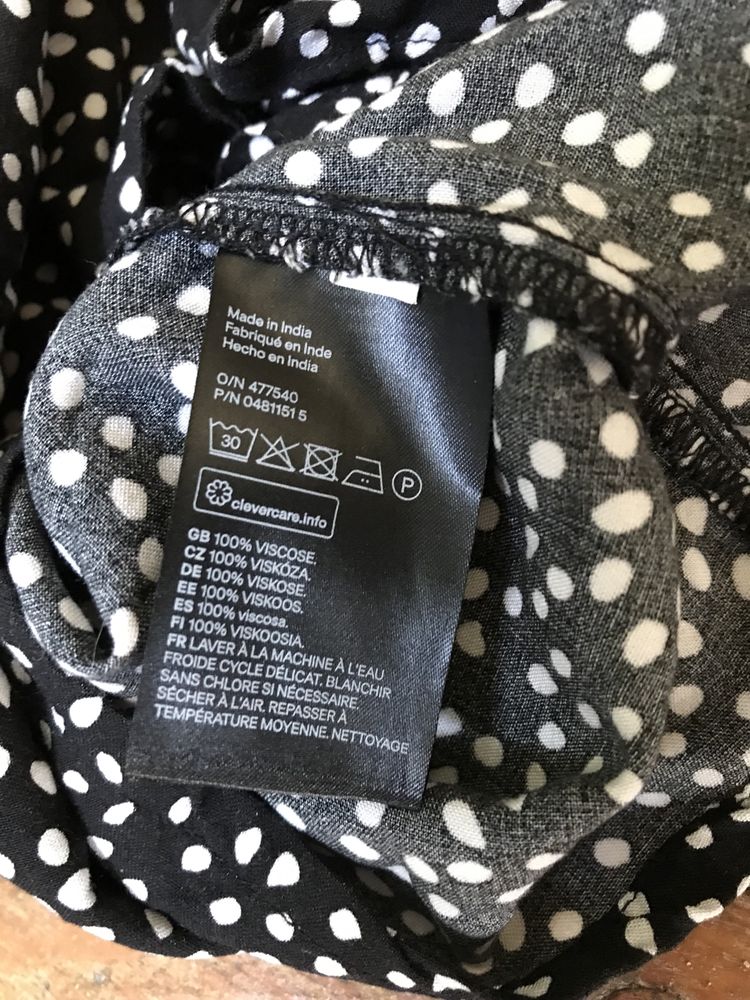 Made in India
Fabriqué en Inde
Hecho en India
O/N 477540
P/N 0481151 5
30
P
clevercare.info
GB 100% VISCOSE.
CZ 100% VISKÓZA.
DE 100% VISKOSE.
EE 100% VISKOOS.
ES 100% viscosa.
FI 100% VISKOOSIA.
FR LAVER À LA MACHINE À L'EAU
FROIDE CYCLE DÉLICAT. BLANCHIR
SANS CHLORE SI NÉCESSAIRE
SÉCHER À L'AIR. REPASSER À
TEMPÉRATURE MOYENNE. NETTOYAGE